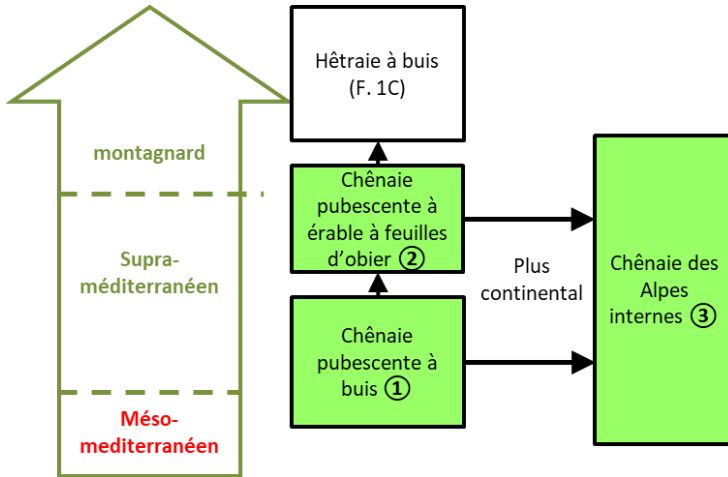 montagnard
Supra-
méditerranéen
Méso-
mediterranéen
Hêtraie à buis
(F. 1C)
Chênaie
pubescente à
érable à feuilles
d’obier ②
Chênaie
pubescente à
buis ①
Plus
continental
Chênaie des
Alpes
internes ③